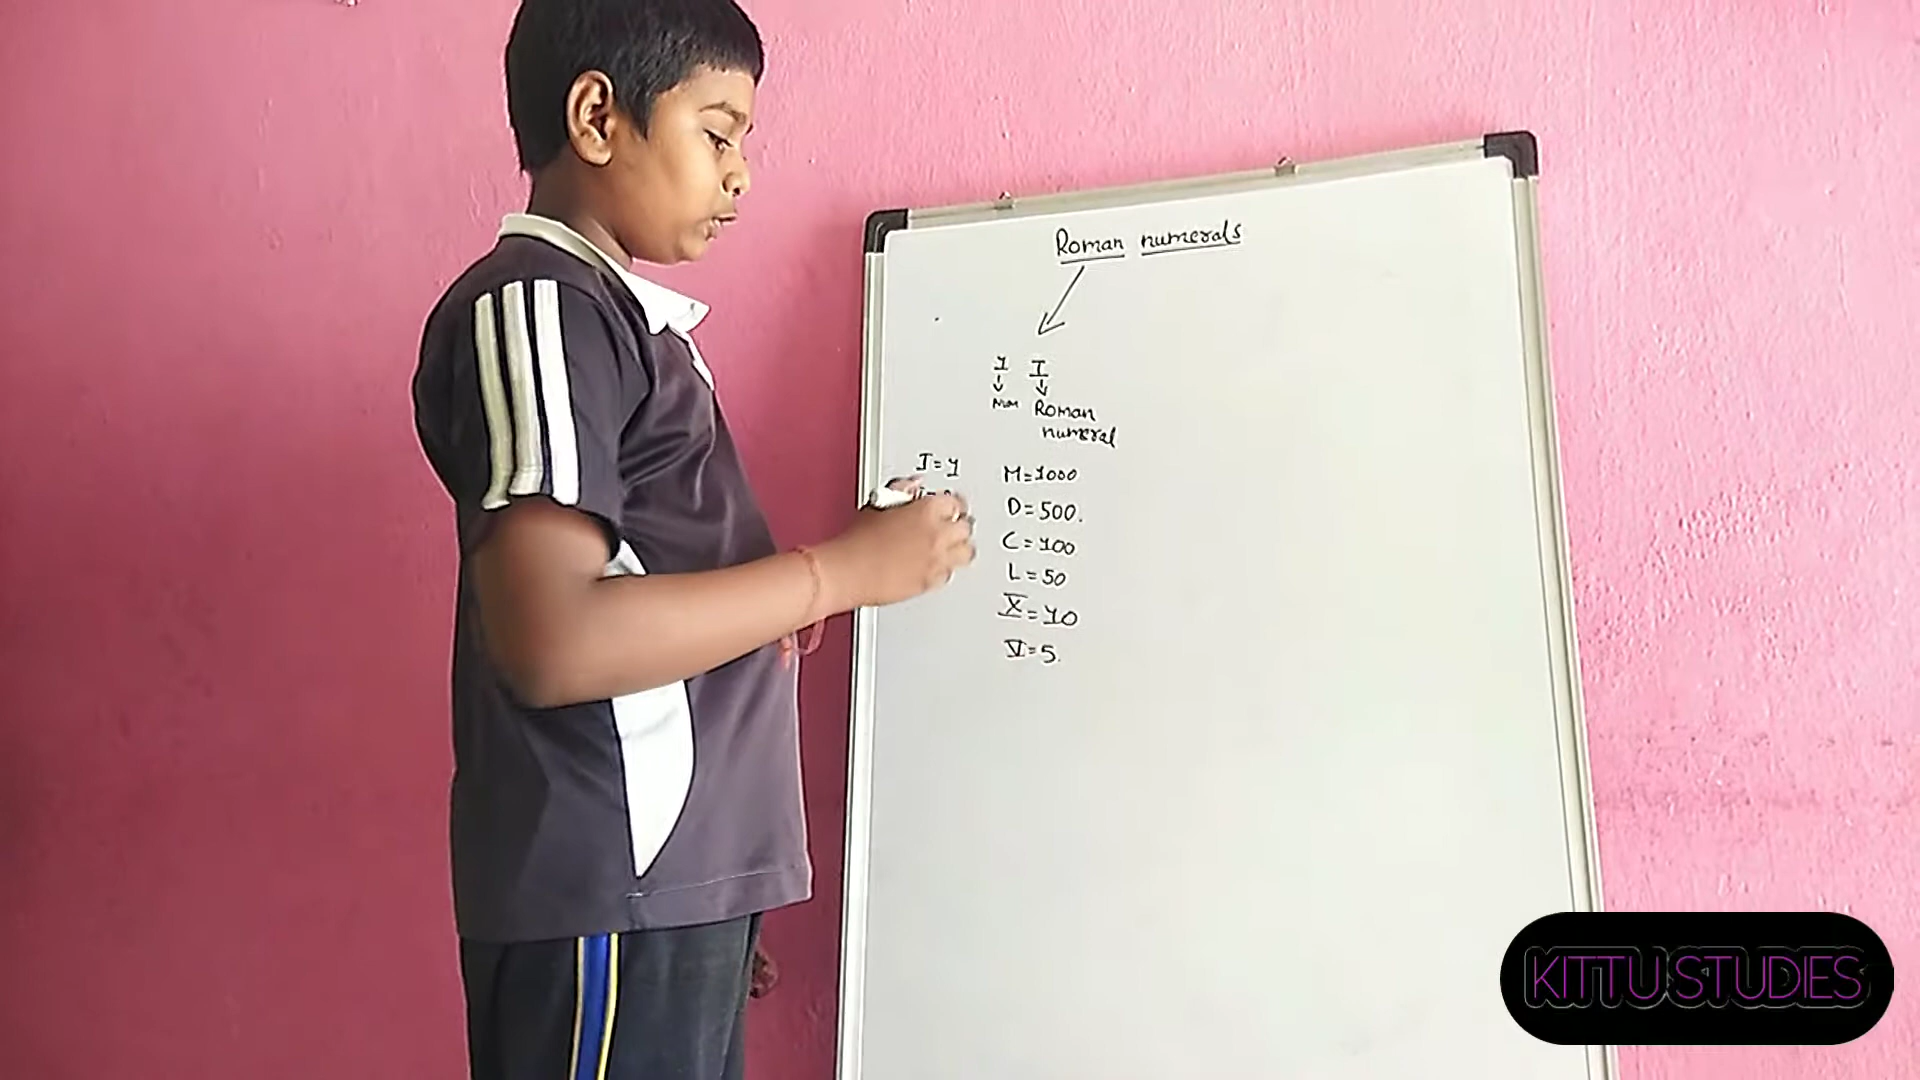 Roman numerals
1 I
Num Roman
numeral
I=1
M=1000
D=500.
C=100
L=50
X=10
V=5.
KITTU STUDIES